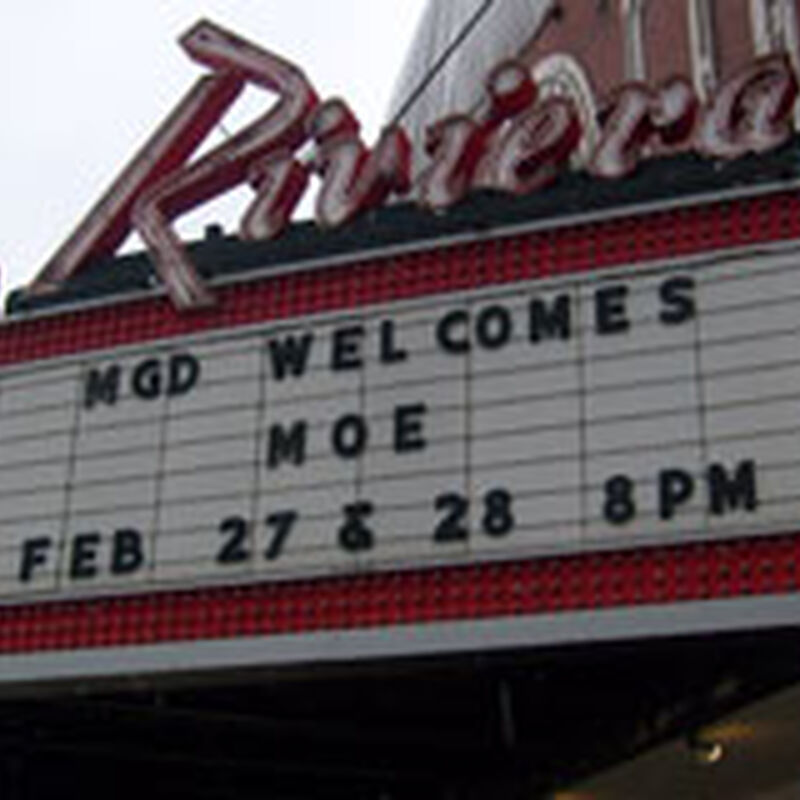 Riviera
MGD WELCOMES
MOE
FEB 27 & 28 8PM